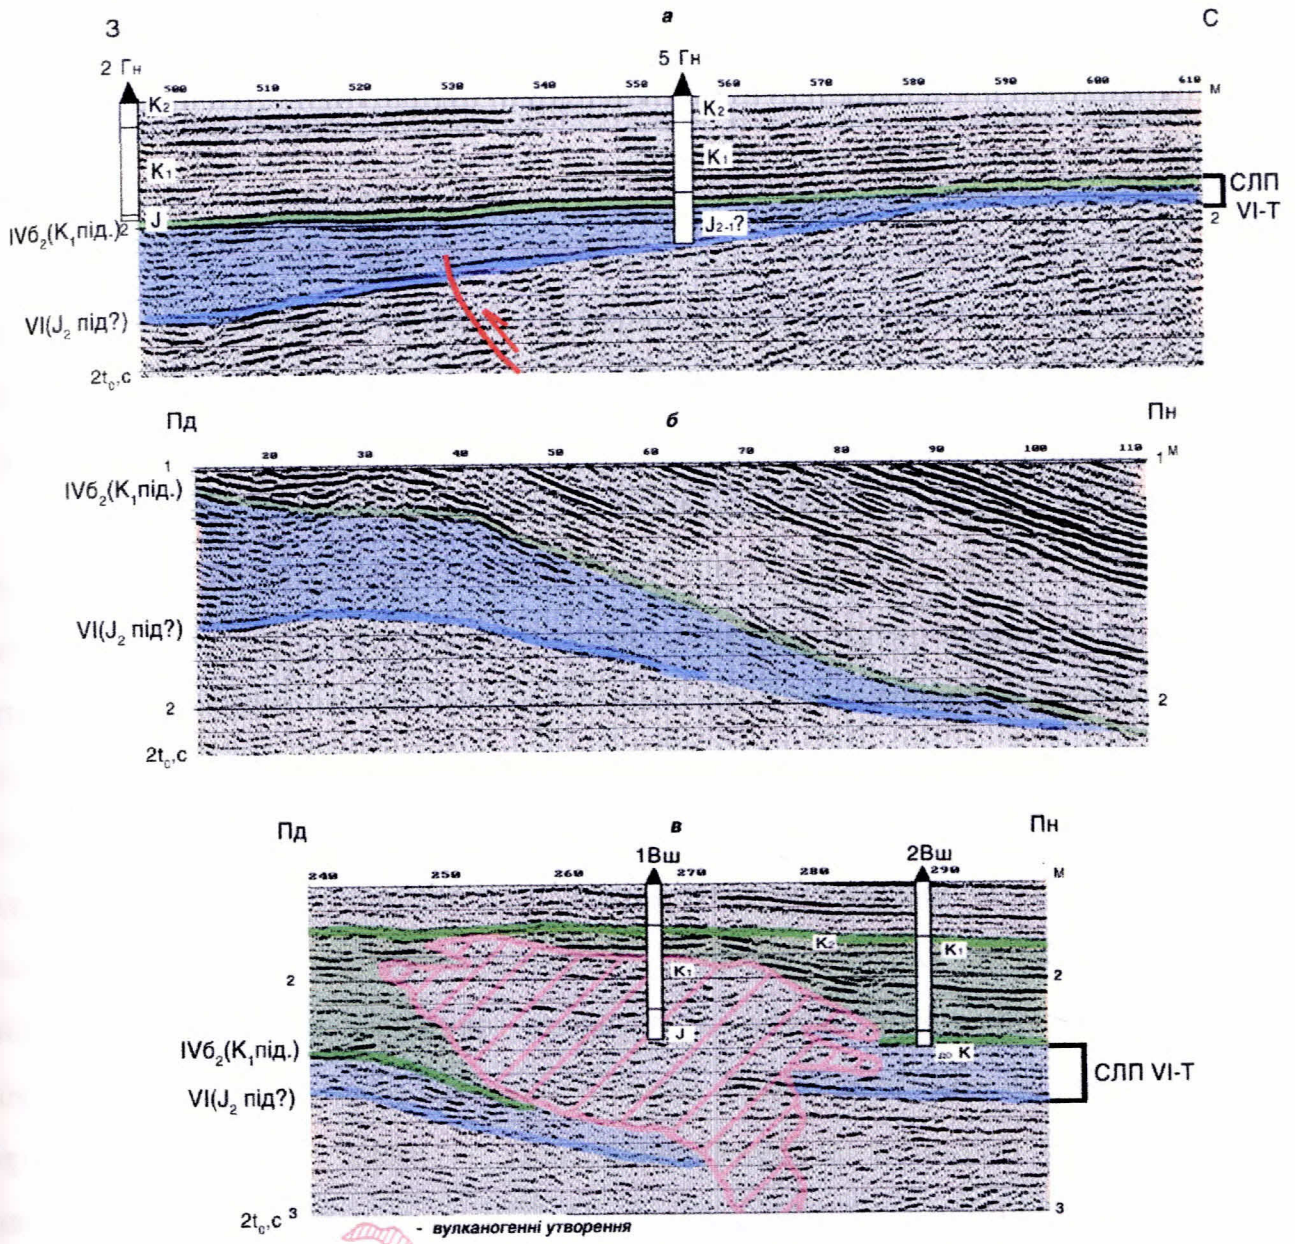 З а С
2 Гн 5 Гн
500 510 520 530 540 550 560 570 580 590 600 610 м
K2 K2
K1 K1
СЛП
VI-T
J J2-1?
IVб2(K1під.) 2 2
VI(J2 під?)
2t0,c
Пд б Пн
20 30 40 50 60 70 80 90 100 110
1 1 м
IVб2(K1під.)
VI(J2 під?)
2 2
2t0,c
Пд в Пн
1Вш 2Вш
240 250 260 270 280 290 м
K2 K1
K1
2 2
J
IVб2(K1під.) до K
СЛП VI-T
VI(J2 під?)
2t0,c 3 3
- вулканогенні утворення